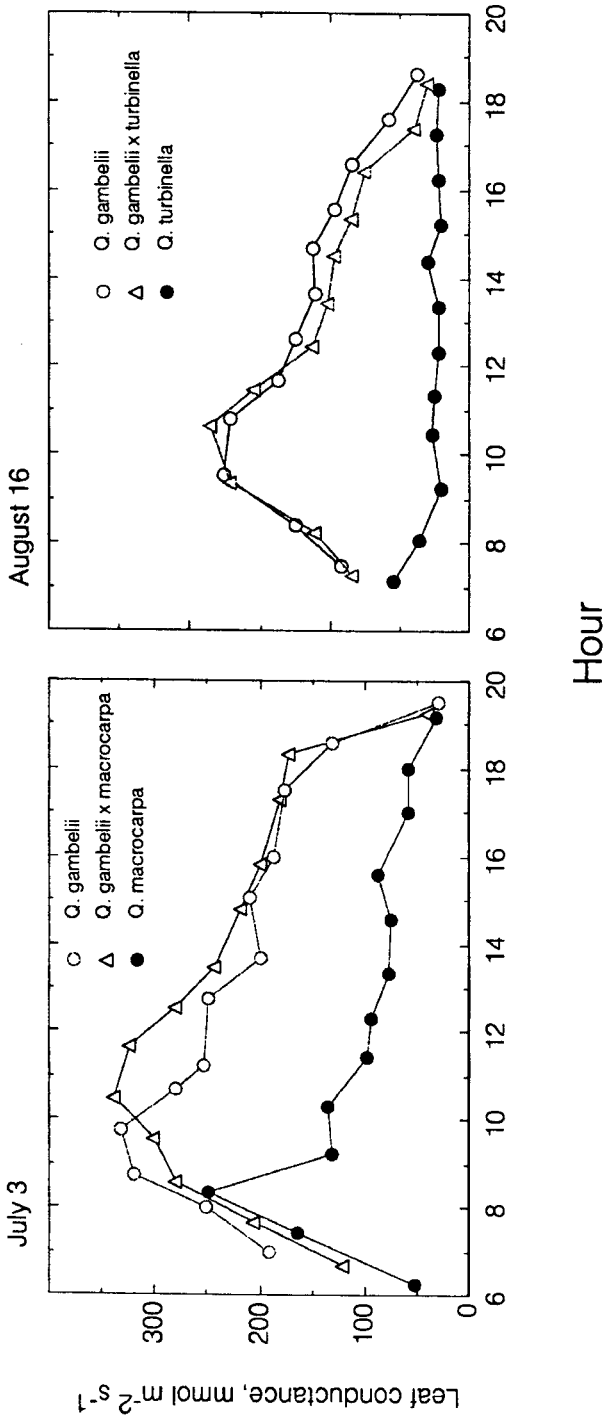 July 3
Q. gambelii
Q. gambelii x macrocarpa
Q. macrocarpa
300
200
100
0
Leaf conductance, mmol m⁻² s⁻¹
6 8 10 12 14 16 18 20
August 16
Q. gambelii
Q. gambelii x turbinella
Q. turbinella
6 8 10 12 14 16 18 20
Hour